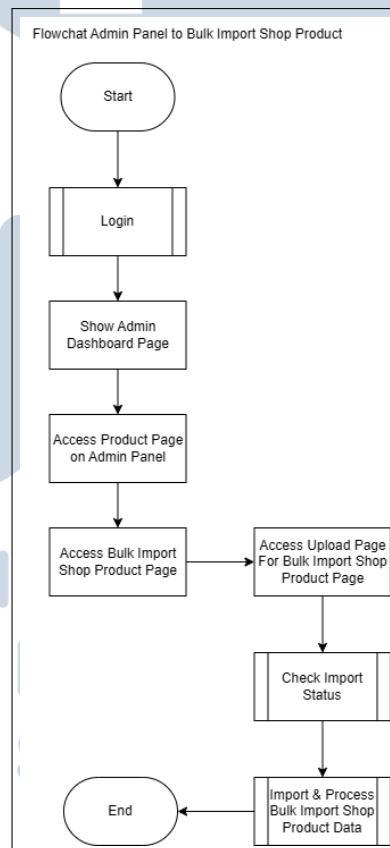 Flowchat Admin Panel to Bulk Import Shop Product
Start
Login
Show Admin
Dashboard Page
Access Product Page
on Admin Panel
Access Bulk Import
Shop Product Page
Access Upload Page
For Bulk Import Shop
Product Page
Check Import
Status
Import & Process
Bulk Import Shop
Product Data
End